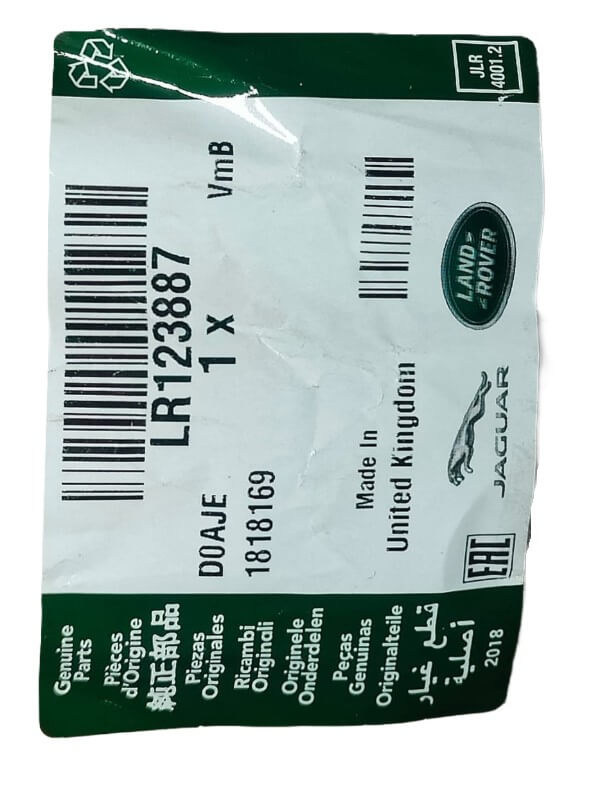 Genuine
Parts
Pièces
d'Origine
純正部品
Piezas
Originales
Ricambi
Originali
Originele
Onderdelen
Peças
Genuinas
Originalteile
قطع غيار
أصلية
2018
LR123887
1 X
VmB
D0AJE
1818169
Made In
United Kingdom
EAC
JAGUAR
LAND
ROVER
JLR
4001.2